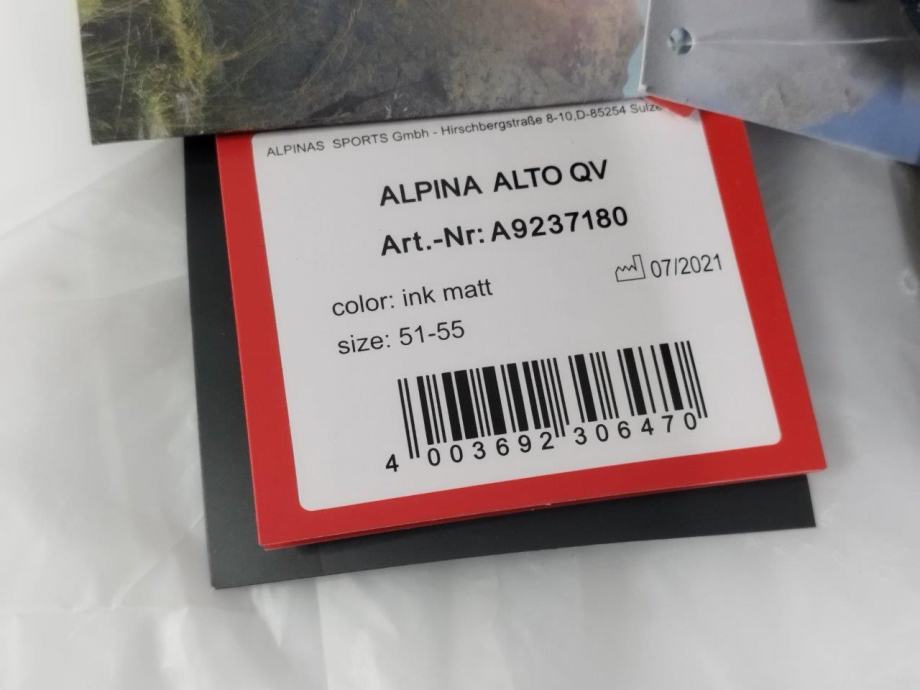 ALPINAS SPORTS Gmbh - Hirschbergstraße 8-10,D-85254
ALPINA ALTO QV
Art.-Nr: A9237180
07/2021
color: ink matt
size: 51-55
4 003692 306470